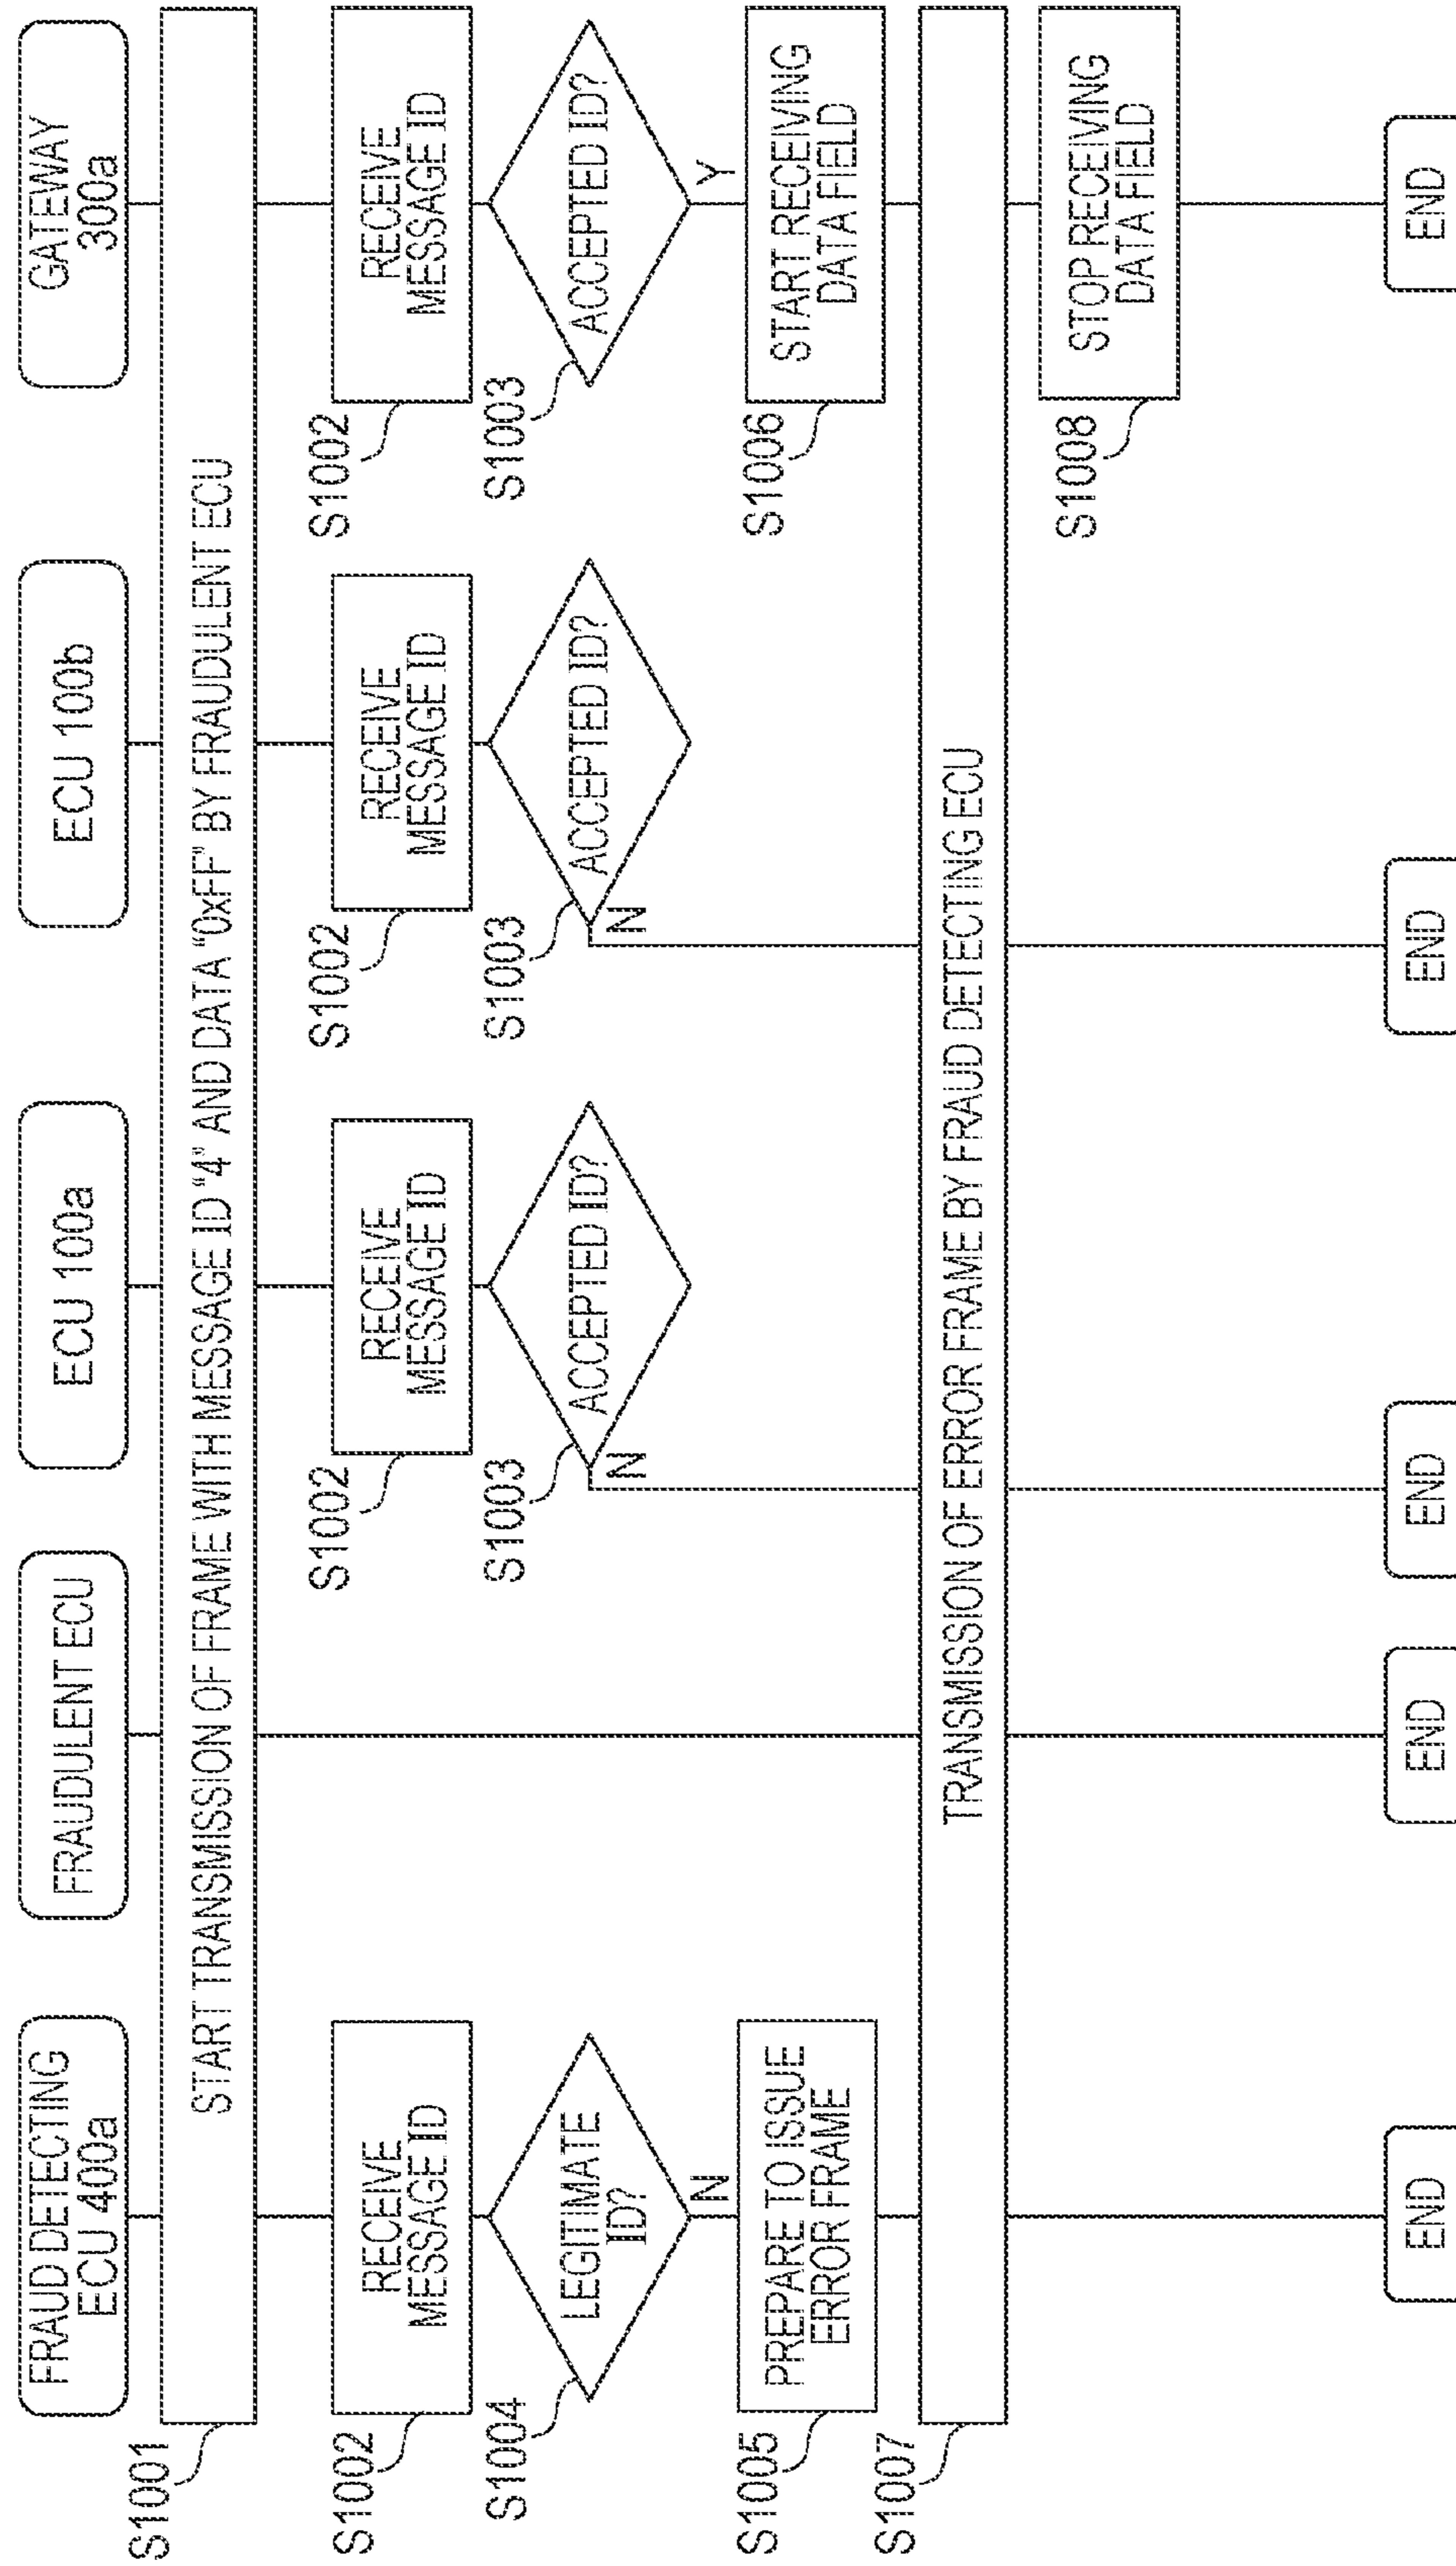 FRAUD DETECTING
ECU 400a
FRAUDULENT ECU
ECU 100a
ECU 100b
GATEWAY
300a
S1001
START TRANSMISSION OF FRAME WITH MESSAGE ID "4" AND DATA "0xFF" BY FRAUDULENT ECU
S1002
RECEIVE
MESSAGE ID
S1002
RECEIVE
MESSAGE ID
S1002
RECEIVE
MESSAGE ID
S1002
RECEIVE
MESSAGE ID
S1004
LEGITIMATE
ID?
N
S1003
ACCEPTED ID?
N
S1003
ACCEPTED ID?
N
S1003
ACCEPTED ID?
Y
S1005
PREPARE TO ISSUE
ERROR FRAME
S1006
START RECEIVING
DATA FIELD
S1007
TRANSMISSION OF ERROR FRAME BY FRAUD DETECTING ECU
S1008
STOP RECEIVING
DATA FIELD
END
END
END
END
END